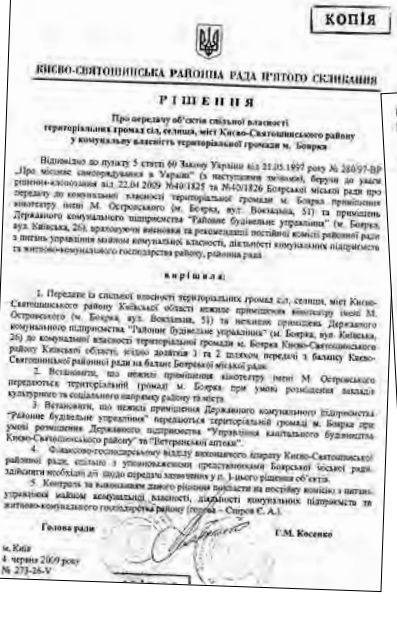 КОПІЯ
КИЄВО-СВЯТОШИНСЬКА РАЙОННА РАДА П'ЯТОГО СКЛИКАННЯ
Р І Ш Е Н Н Я
Про передачу об'єктів спільної власності
територіальних громад сіл, селища, міст Києво-Святошинського району
у комунальну власність територіальної громади м. Боярка
Відповідно до пункту 5 статті 60 Закону України від 21.05.1997 року № 280/97-ВР
„Про місцеве самоврядування в Україні" (з наступними змінами), беручи до уваги
рішення-клопотання від 22.04.2009 №40/1825 та №40/1826 Боярської міської ради про
передачу до комунальної власності територіальної громади м. Боярка приміщення
кінотеатру імені М. Островського (м. Боярка, вул. Вокзальна, 51) та приміщень
Державного комунального підприємства "Районне будівельне управління" (м. Боярка,
вул. Київська, 26), враховуючи висновки та рекомендації постійної комісії районної ради
з питань управління майном комунальної власності, діяльності комунальних підприємств
та житлово-комунального господарства району, районна рада
в и р і ш и л а :
1. Передати із спільної власності територіальних громад сіл, селища, міст Києво-
Святошинського району Київської області нежиле приміщення кінотеатру імені М.
Островського (м. Боярка, вул. Вокзальна, 51) та нежилі приміщення Державного
комунального підприємства "Районне будівельне управління" (м. Боярка, вул. Київська,
26) до комунальної власності територіальної громади м. Боярка Києво-Святошинського
району Київської області, згідно додатків 1 та 2 шляхом передачі з балансу Києво-
Святошинської районної ради на баланс Боярської міської ради.
2. Встановити, що нежиле приміщення кінотеатру імені М. Островського
передаються територіальній громаді м. Боярка при умові розміщення закладів
культурного та соціального напрямку району та міста.
3. Встановити, що нежилі приміщення Державного комунального підприємства
"Районне будівельне управління" передаються територіальній громаді м. Боярка при
умові розміщення Державного підприємства "Управління капітального будівництва
Києво-Святошинського району" та "Ветеранської аптеки".
4. Фінансово-господарському відділу виконавчого апарату Києво-Святошинської
районної ради, спільно з уповноваженими представниками Боярської міської ради,
здійснити необхідні дії щодо передачі зазначених у п. 1 цього рішення об'єктів.
5. Контроль за виконанням даного рішення покласти на постійну комісію з питань
управління майном комунальної власності, діяльності комунальних підприємств та
житлово-комунального господарства району (голова – Спіров Є. А.).
Голова ради
Г.М. Косенко
м. Київ
4 червня 2009 року
№ 273-26-V